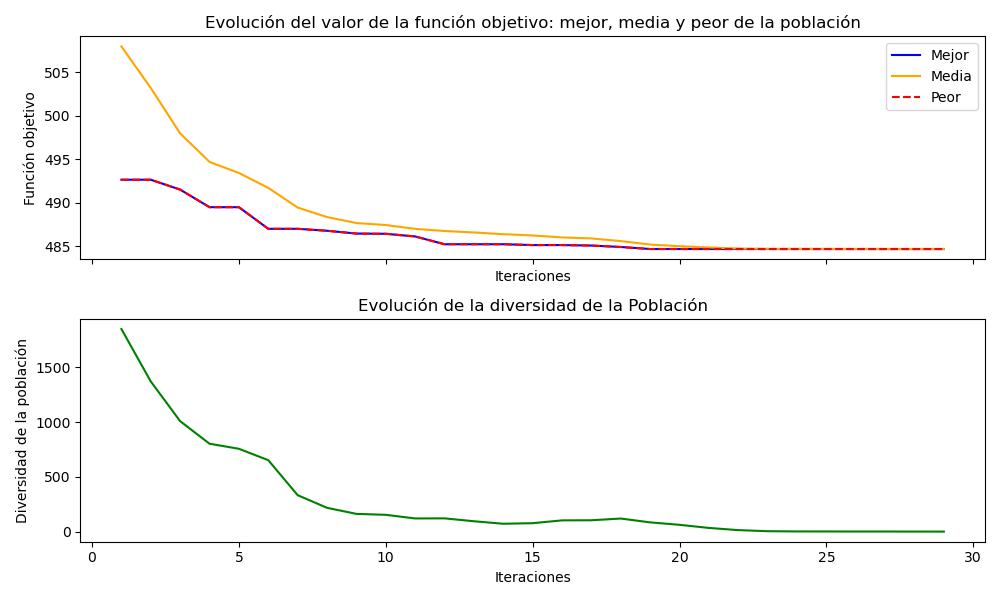 Evolución del valor de la función objetivo: mejor, media y peor de la población
Mejor
Media
Peor
Función objetivo
505
500
495
490
485
Iteraciones
Evolución de la diversidad de la Población
Diversidad de la población
1500
1000
500
0
0 5 10 15 20 25 30
Iteraciones